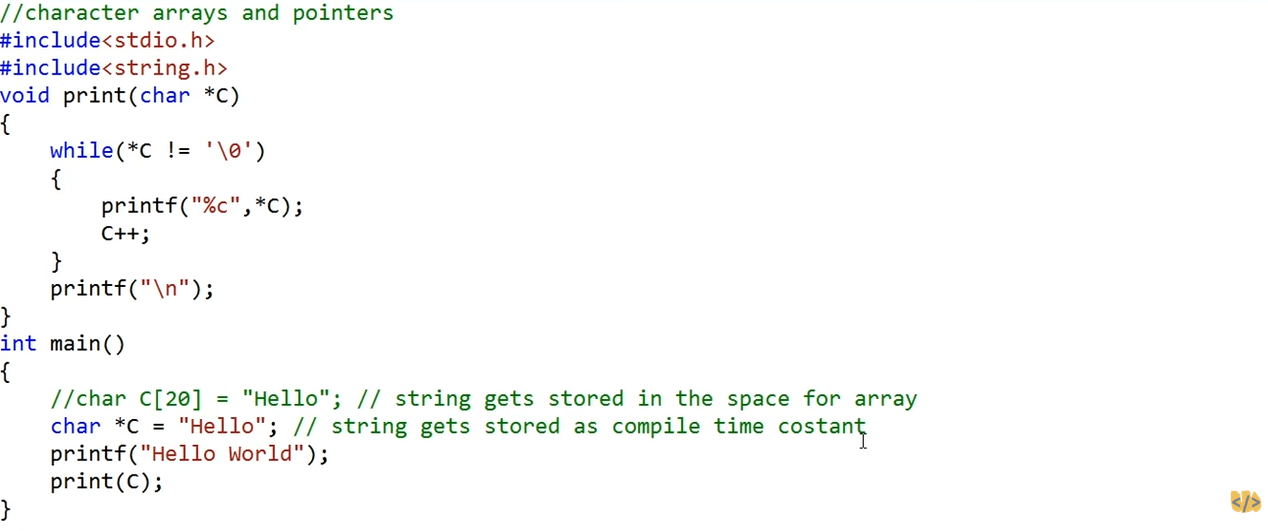 //character arrays and pointers
#include<stdio.h>
#include<string.h>
void print(char *C)
{
    while(*C != '\0')
    {
        printf("%c",*C);
        C++;
    }
    printf("\n");
}
int main()
{
    //char C[20] = "Hello"; // string gets stored in the space for array
    char *C = "Hello"; // string gets stored as compile time costant
    printf("Hello World");
    print(C);
}
</>